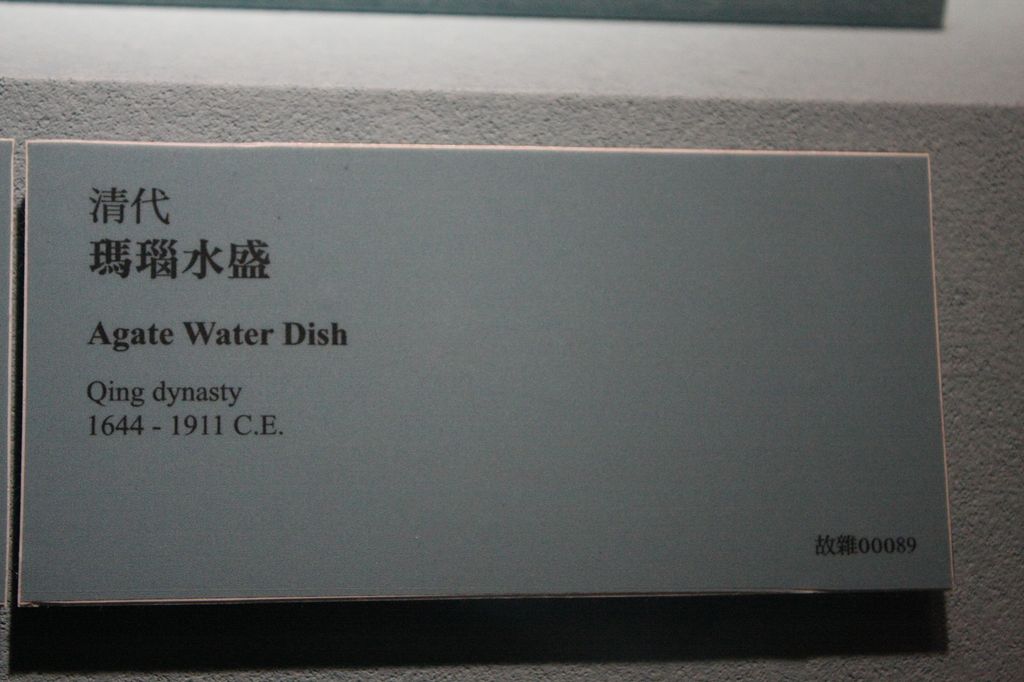 清代
瑪瑙水盛
Agate Water Dish
Qing dynasty
1644 - 1911 C.E.
故雜00089